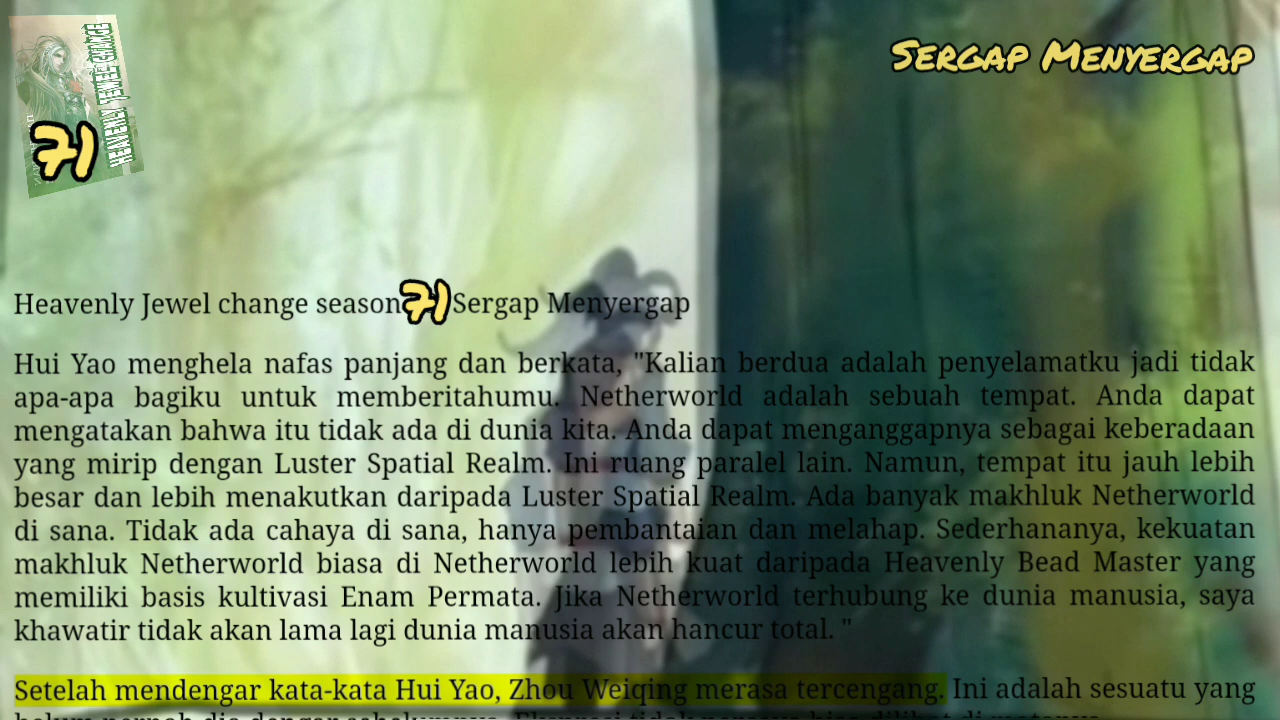 HEAVENLY JEWEL CHANGE
71
Sergap Menyergap
Heavenly Jewel change season 71 Sergap Menyergap
Hui Yao menghela nafas panjang dan berkata, "Kalian berdua adalah penyelamatku jadi tidak
apa-apa bagiku untuk memberitahumu. Netherworld adalah sebuah tempat. Anda dapat
mengatakan bahwa itu tidak ada di dunia kita. Anda dapat menganggapnya sebagai keberadaan
yang mirip dengan Luster Spatial Realm. Ini ruang paralel lain. Namun, tempat itu jauh lebih
besar dan lebih menakutkan daripada Luster Spatial Realm. Ada banyak makhluk Netherworld
di sana. Tidak ada cahaya di sana, hanya pembantaian dan melahap. Sederhananya, kekuatan
makhluk Netherworld biasa di Netherworld lebih kuat daripada Heavenly Bead Master yang
memiliki basis kultivasi Enam Permata. Jika Netherworld terhubung ke dunia manusia, saya
khawatir tidak akan lama lagi dunia manusia akan hancur total. "
Setelah mendengar kata-kata Hui Yao, Zhou Weiqing merasa tercengang. Ini adalah sesuatu yang